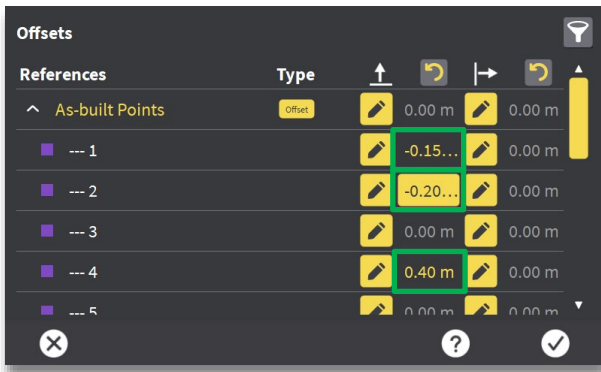 Offsets
References Type
As-built Points Offset 0.00 m 0.00 m
--- 1 -0.15... 0.00 m
--- 2 -0.20... 0.00 m
--- 3 0.00 m 0.00 m
--- 4 0.40 m 0.00 m
--- 5 0.00 m 0.00 m
?